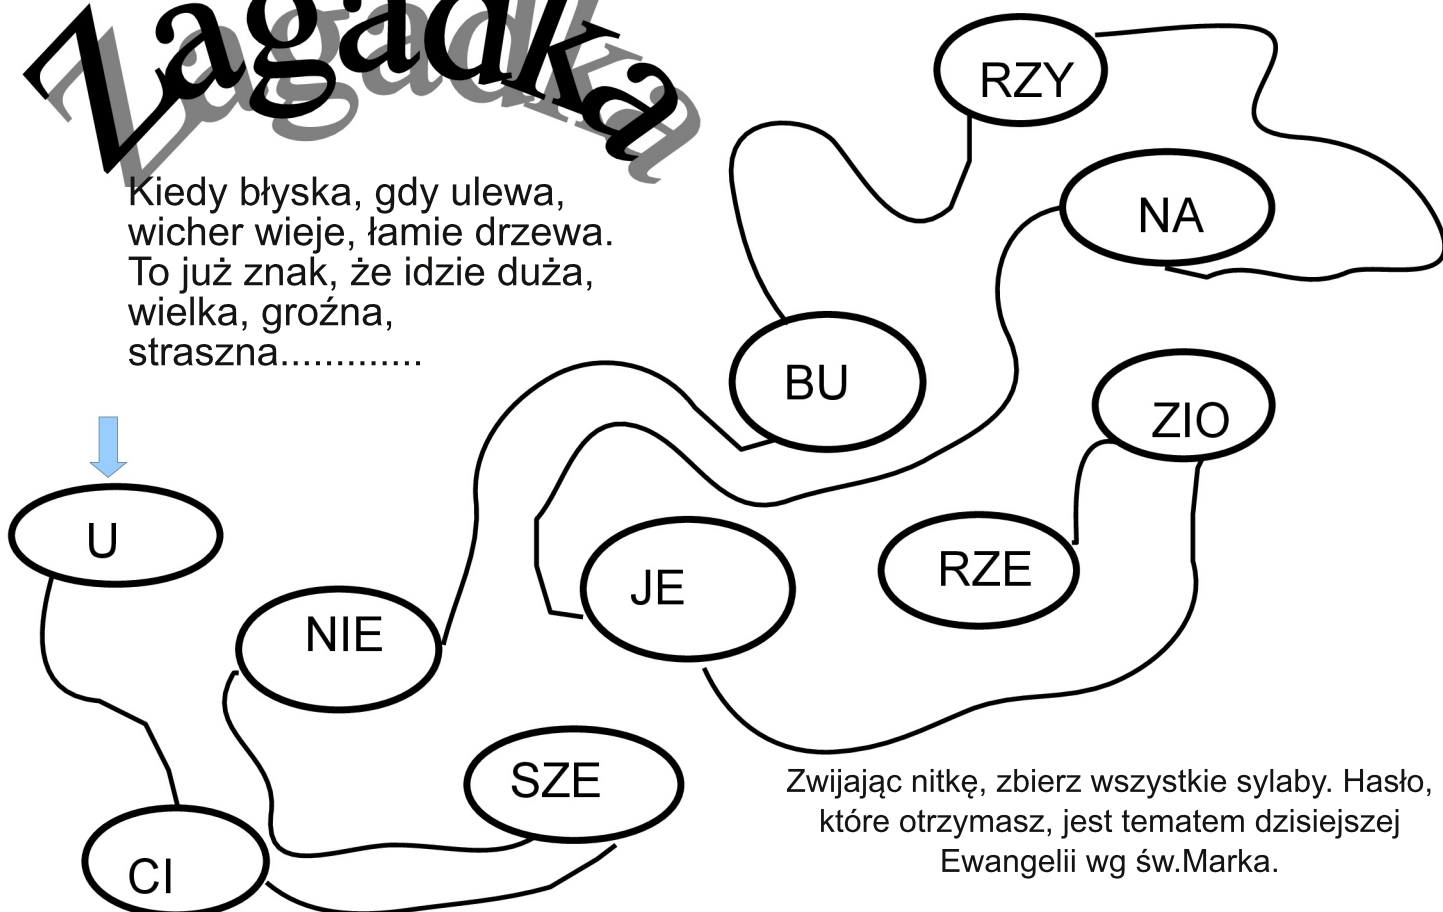 Zagadka
Kiedy błyska, gdy ulewa,
wicher wieje, łamie drzewa.
To już znak, że idzie duża,
wielka, groźna,
straszna.............
RZY
NA
BU
ZIO
U
JE
RZE
NIE
SZE
CI
Zwijając nitkę, zbierz wszystkie sylaby. Hasło,
które otrzymasz, jest tematem dzisiejszej
Ewangelii wg św.Marka.